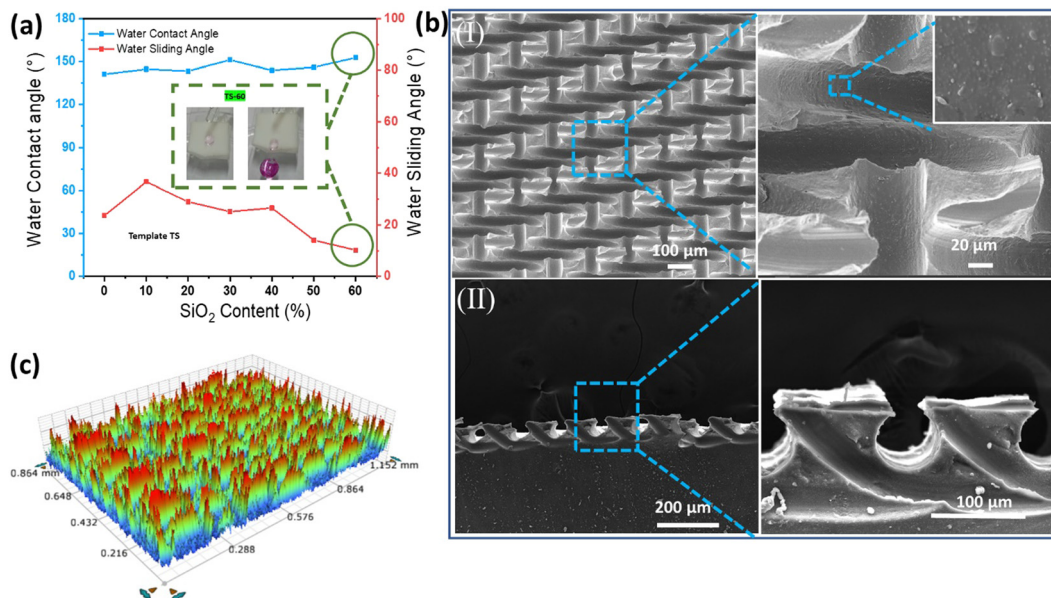 (a)
180
150
120
90
60
30
0
Water Contact angle (°)
Water Contact Angle
Water Sliding Angle
TS-60
Template TS
100
80
60
40
20
0
Water Sliding Angle (°)
0 10 20 30 40 50 60
SiO₂ Content (%)
(b)
(I)
100 μm
20 μm
(II)
200 μm
100 μm
(c)
0.864 mm
0.648
0.432
0.216
1.152 mm
0.864
0.576
0.288